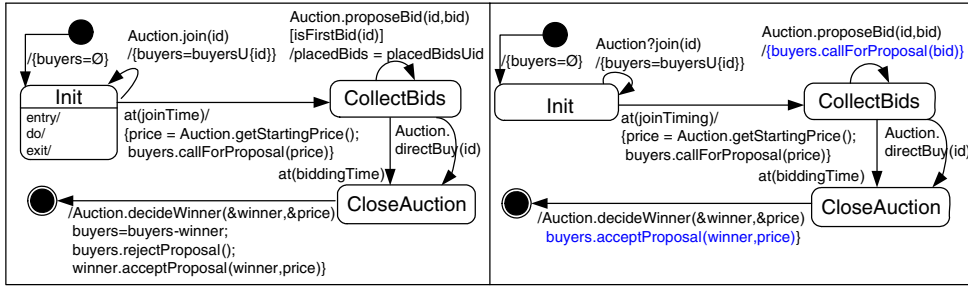 Auction.join(id)
/{buyers=buyersU{id}}
/{buyers=Ø}
Auction.proposeBid(id,bid)
[isFirstBid(id)]
/placedBids = placedBidsUid
Init
entry/
do/
exit/
CollectBids
at(joinTime)/
{price = Auction.getStartingPrice();
buyers.callForProposal(price)}
Auction.
directBuy(id)
at(biddingTime)
CloseAuction
/Auction.decideWinner(&winner,&price)
buyers=buyers-winner;
buyers.rejectProposal();
winner.acceptProposal(winner,price)}
Auction?join(id)
/{buyers=buyersU{id}}
/{buyers=Ø}
Auction.proposeBid(id,bid)
/{buyers.callForProposal(bid)}
Init
CollectBids
at(joinTiming)/
{price = Auction.getStartingPrice();
buyers.callForProposal(price)}
Auction.
directBuy(id)
at(biddingTime)
CloseAuction
/Auction.decideWinner(&winner,&price)
buyers.acceptProposal(winner,price)}